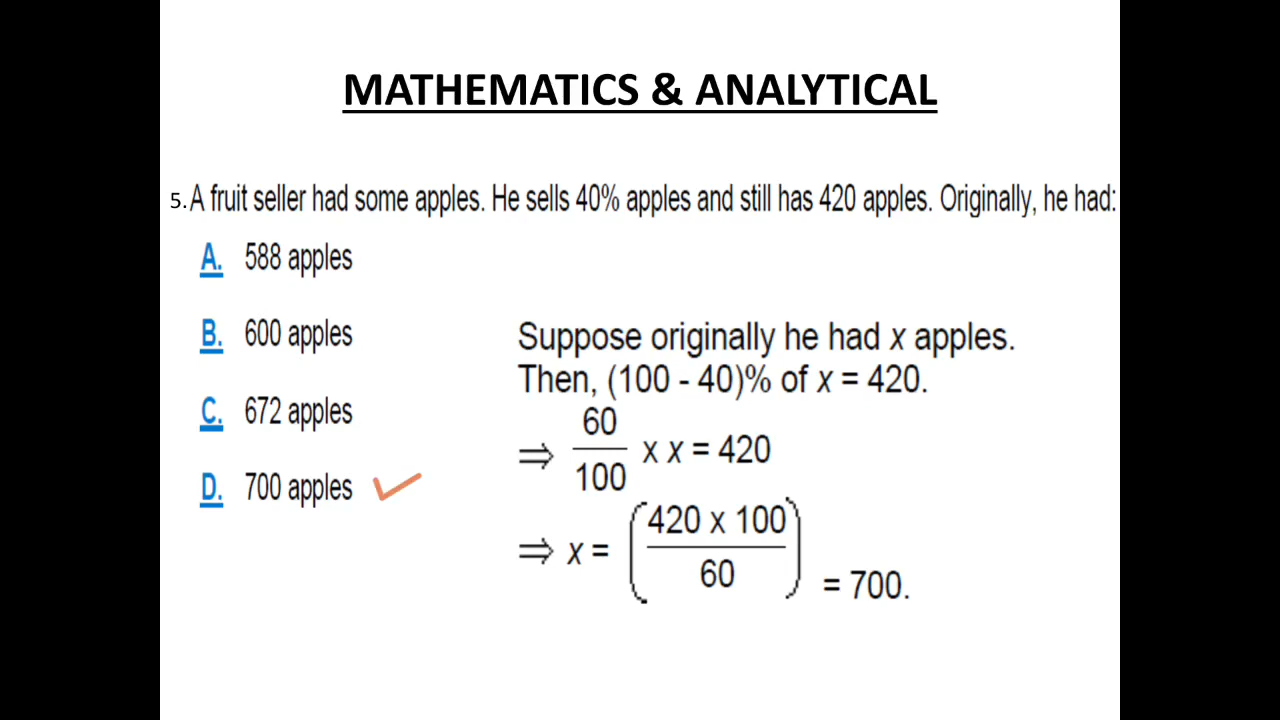 MATHEMATICS & ANALYTICAL
5. A fruit seller had some apples. He sells 40% apples and still has 420 apples. Originally, he had:
A. 588 apples
B. 600 apples
C. 672 apples
D. 700 apples
Suppose originally he had x apples.
Then, (100 - 40)% of x = 420.
⇒ 60/100 x x = 420
⇒ x = (420 x 100 / 60) = 700.